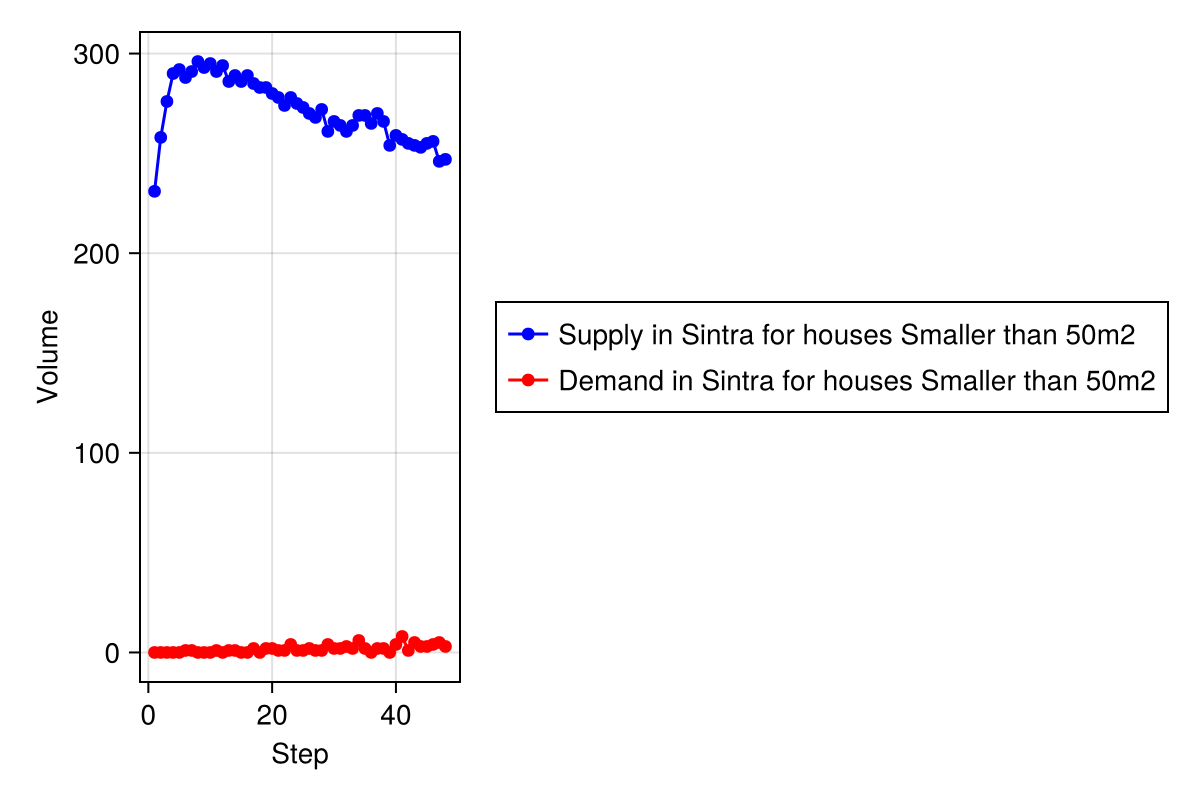 300
200
100
0
Volume
0 20 40
Step
Supply in Sintra for houses Smaller than 50m2
Demand in Sintra for houses Smaller than 50m2